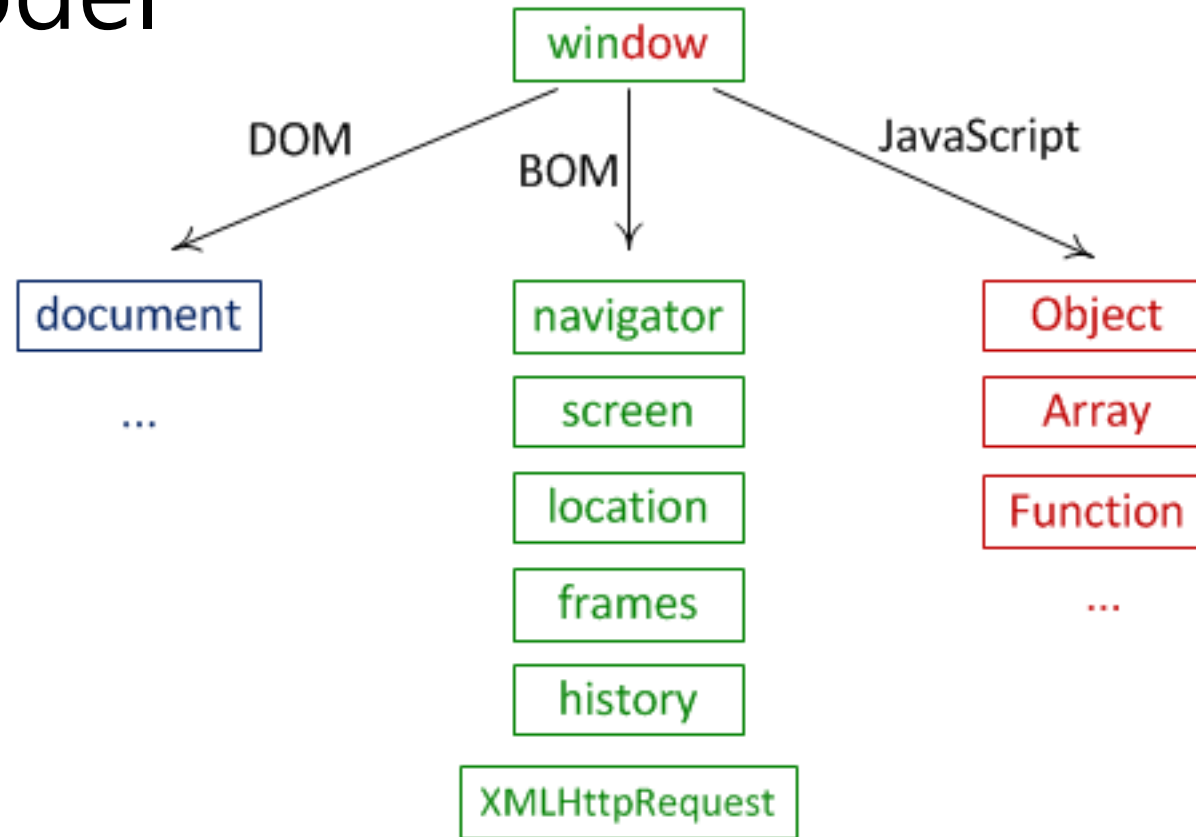 window
DOM
BOM
JavaScript
document
...
navigator
screen
location
frames
history
XMLHttpRequest
Object
Array
Function
...